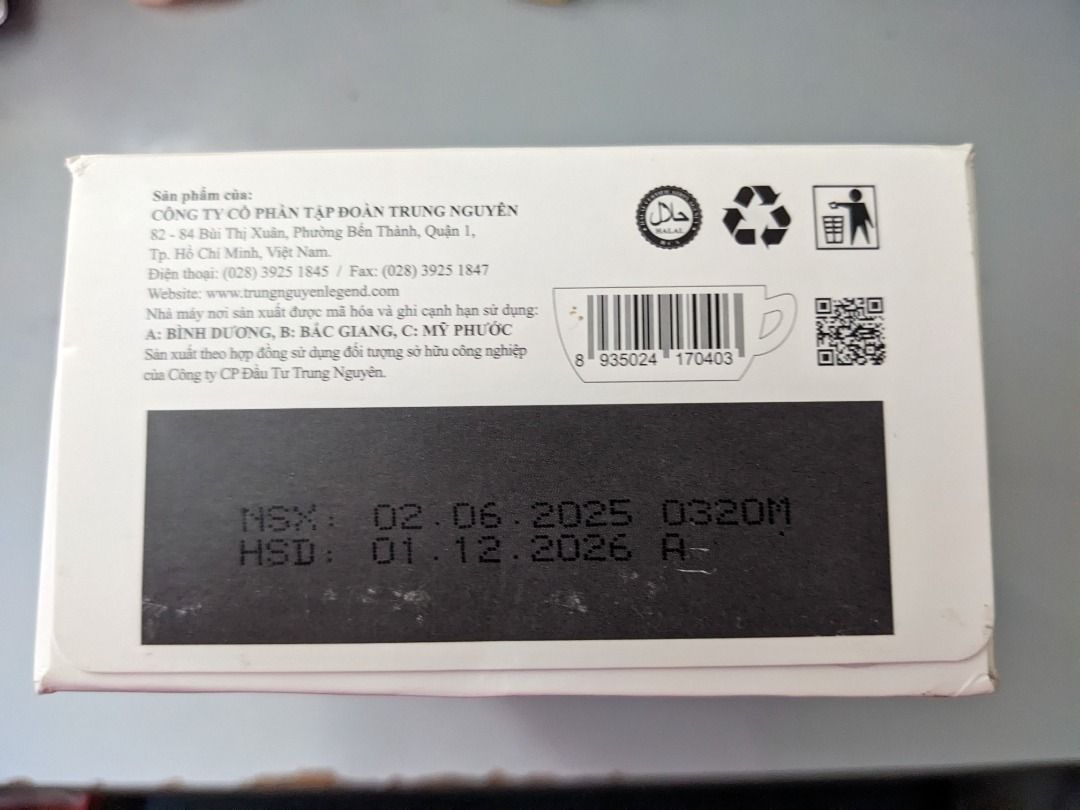 Sản phẩm của:
CÔNG TY CỔ PHẦN TẬP ĐOÀN TRUNG NGUYÊN
82 - 84 Bùi Thị Xuân, Phường Bến Thành, Quận 1,
Tp. Hồ Chí Minh, Việt Nam.
Điện thoại: (028) 3925 1845 / Fax: (028) 3925 1847
Website: www.trungnguyenlegend.com
Nhà máy nơi sản xuất được mã hóa và ghi cạnh hạn sử dụng:
A: BÌNH DƯƠNG, B: BẮC GIANG, C: MỸ PHƯỚC
Sản xuất theo hợp đồng sử dụng đối tượng sở hữu công nghiệp
của Công ty CP Đầu Tư Trung Nguyên.
حلال
HALAL
8 935024 170403
NSX: 02.06.2025 0320M
HSD: 01.12.2026 A